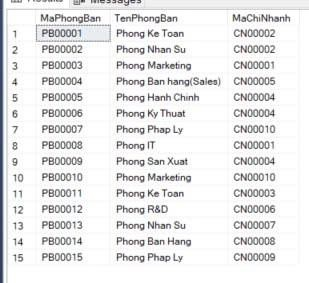 Results Messages
MaPhongBan TenPhongBan MaChiNhanh
1 PB00001 Phong Ke Toan CN00002
2 PB00002 Phong Nhan Su CN00002
3 PB00003 Phong Marketing CN00001
4 PB00004 Phong Ban hang(Sales) CN00005
5 PB00005 Phong Hanh Chinh CN00004
6 PB00006 Phong Ky Thuat CN00004
7 PB00007 Phong Phap Ly CN00010
8 PB00008 Phong IT CN00001
9 PB00009 Phong San Xuat CN00004
10 PB00010 Phong Marketing CN00010
11 PB00011 Phong Ke Toan CN00003
12 PB00012 Phong R&D CN00006
13 PB00013 Phong Nhan Su CN00007
14 PB00014 Phong Ban Hang CN00008
15 PB00015 Phong Phap Ly CN00009